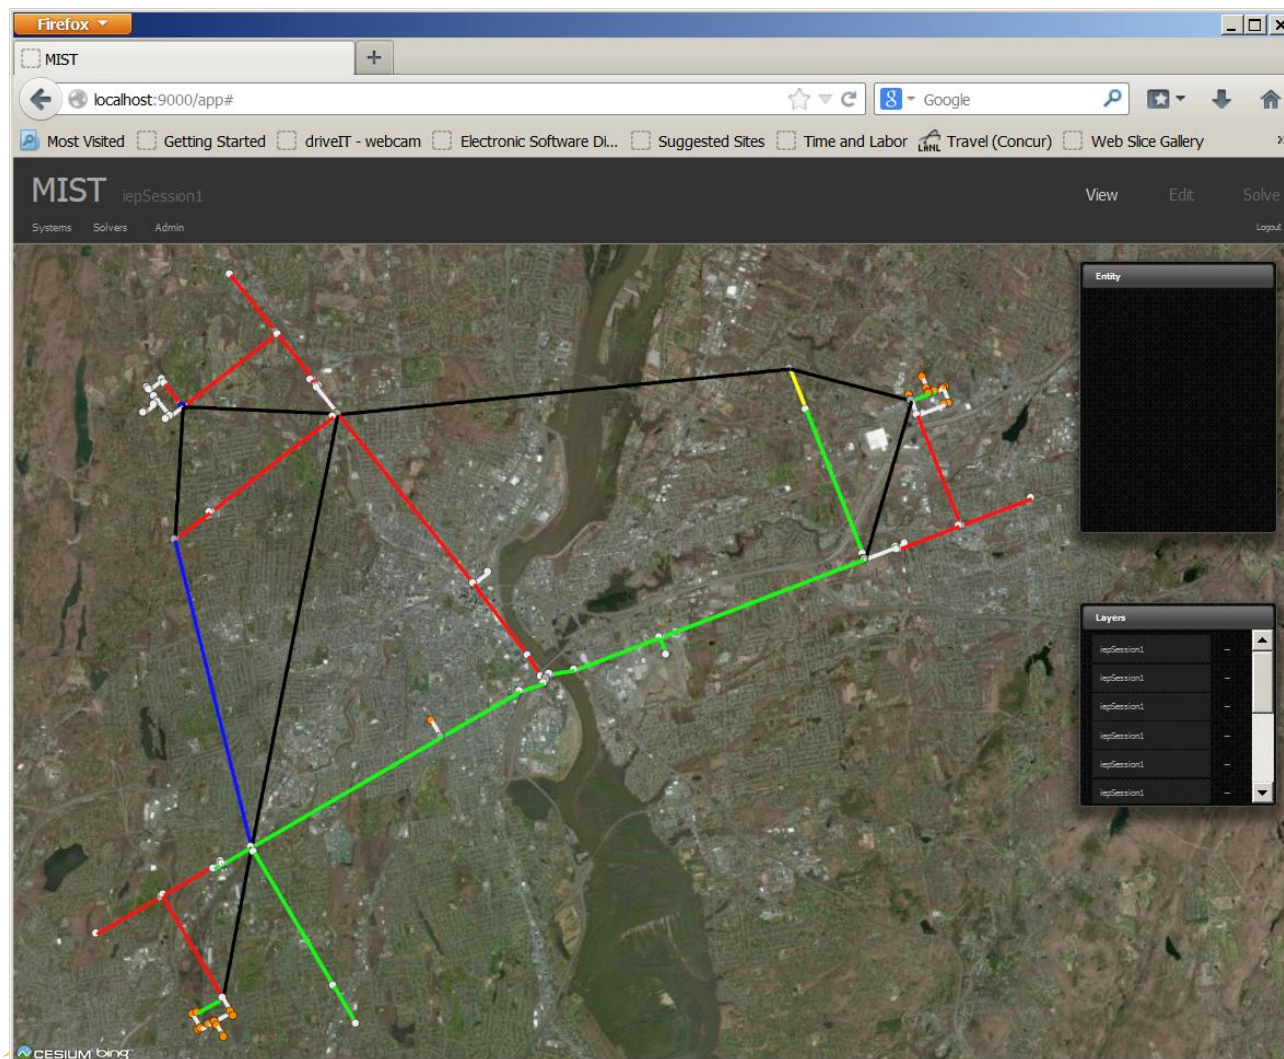 Firefox
MIST
localhost:9000/app#
Google
Most Visited Getting Started driveIT - webcam Electronic Software Di... Suggested Sites Time and Labor LANL Travel (Concur) Web Slice Gallery
MIST iepSession1
View Edit Solve
Systems Solvers Admin
Logout
Entity
Layers
iepSession1 --
iepSession1 --
iepSession1 --
iepSession1 --
iepSession1 --
CESIUM bing